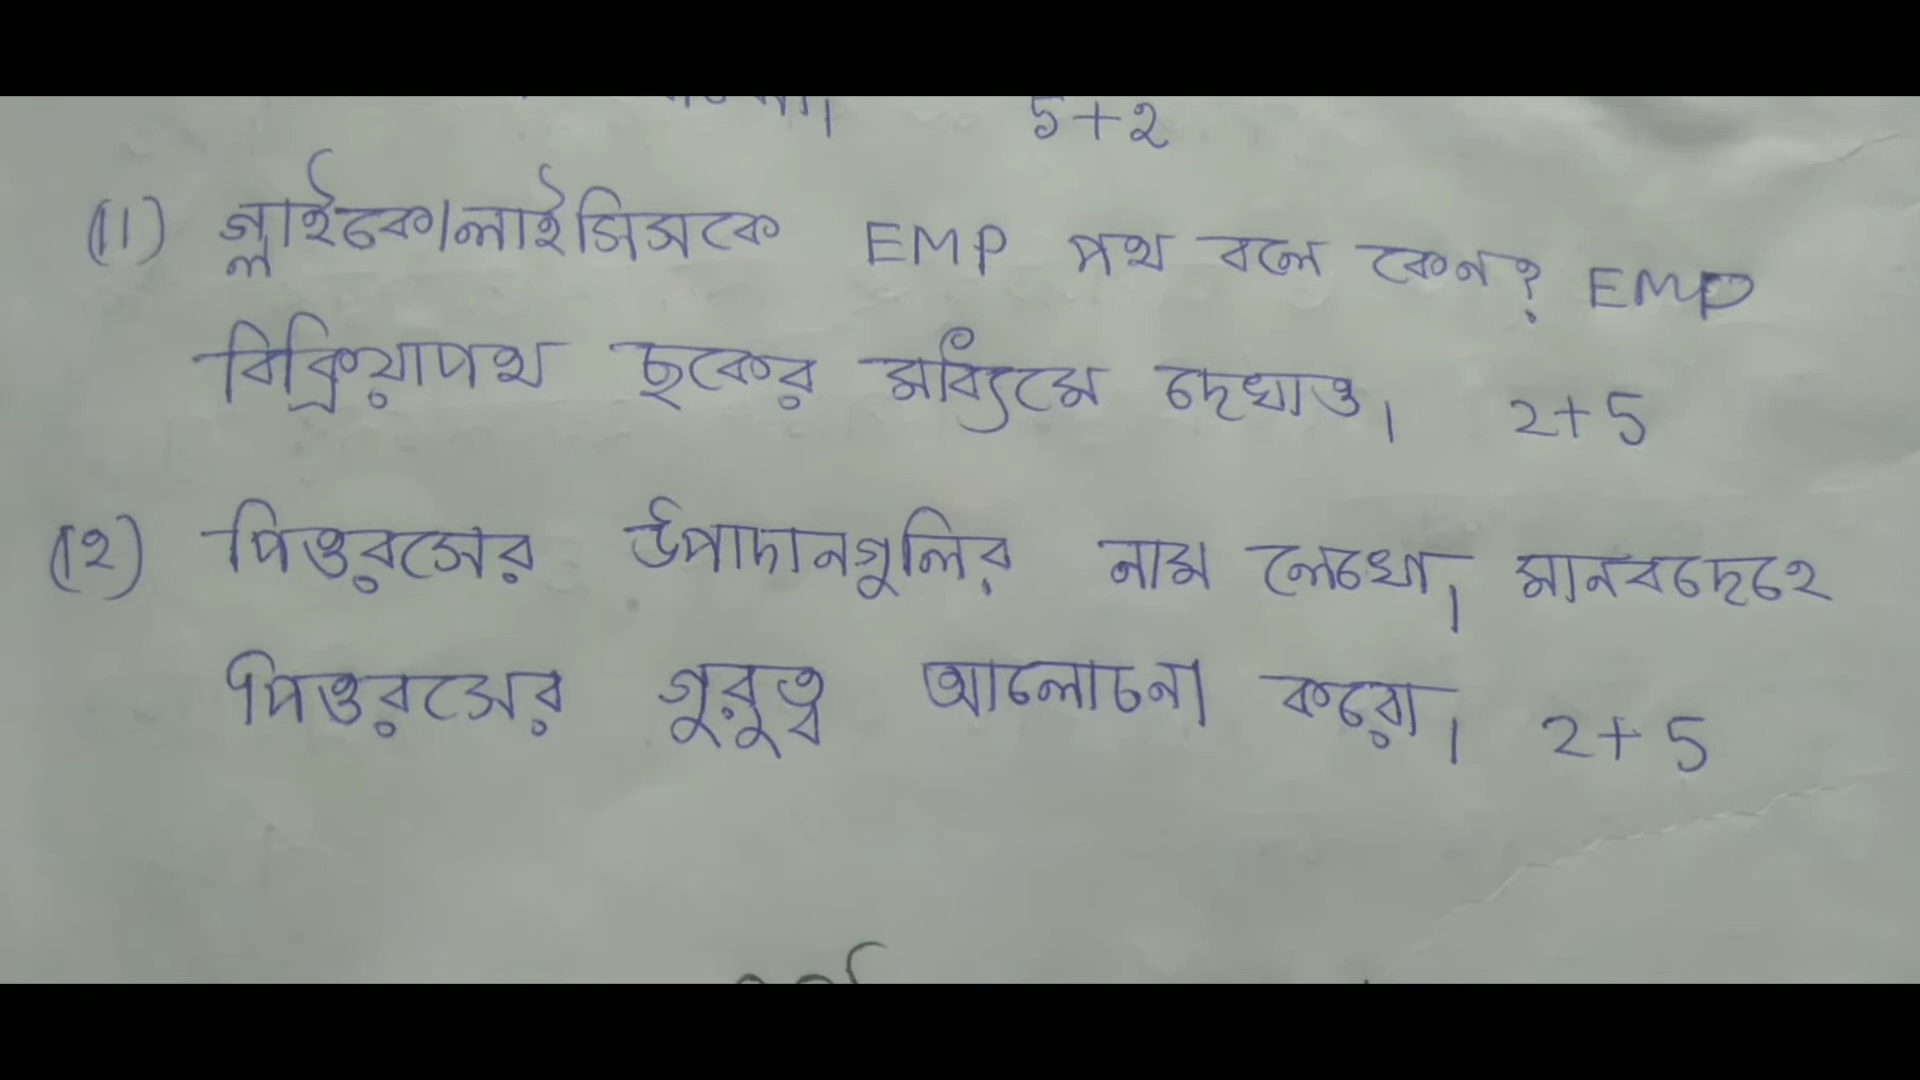 5+2
(11) গ্লাইকোলাইসিসকে EMP পথ বলে কেন? EMP
বিক্রিয়াপথ ছকের মাধ্যমে দেখাও। 2+5
(12) পিত্তরসের উপাদানগুলির নাম লেখো। মানবদেহে
পিত্তরসের গুরুত্ব আলোচনা করো। 2+5